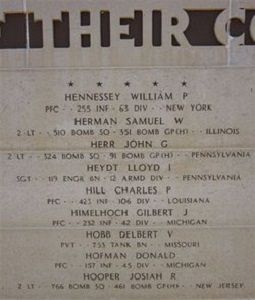 THEIR CO
★ ★ ★ ★ ★
HENNESSEY WILLIAM P
PFC · · 255 INF · 63 DIV · · NEW YORK
HERMAN SAMUEL W
2 LT · · 510 BOMB SQ · 351 BOMB GP(H) · · ILLINOIS
HERR JOHN G
2 LT · · 324 BOMB SQ · 91 BOMB GP(H) · · PENNSYLVANIA
HEYDT LLOYD I
SGT · · 119 ENGR BN · 12 ARMD DIV · · PENNSYLVANIA
HILL CHARLES P
PFC · · 423 INF · 106 DIV · · LOUISIANA
HIMELHOCH GILBERT J
PFC · · 232 INF · 42 DIV · · MICHIGAN
HOBB DELBERT V
PVT · · 753 TANK BN · · MISSOURI
HOFMAN DONALD
PFC · · 157 INF · 45 DIV · · MICHIGAN
HOOPER JOSIAH R
2 LT · · 766 BOMB SQ · 461 BOMB GP(H) · · NEW JERSEY